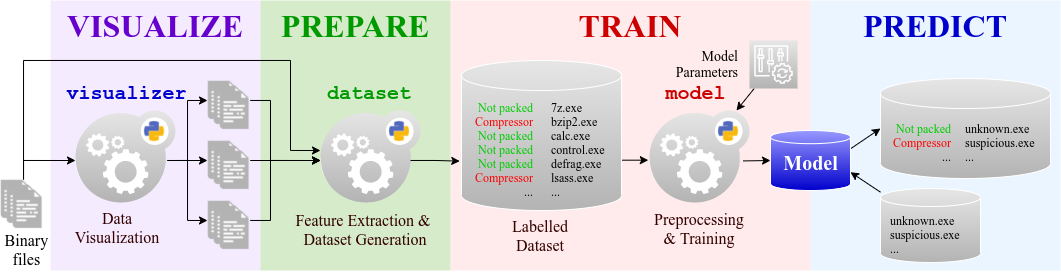 VISUALIZE
PREPARE
TRAIN
PREDICT
Binary
files
visualizer
Data
Visualization
dataset
Feature Extraction &
Dataset Generation
Not packed 7z.exe
Compressor bzip2.exe
Not packed calc.exe
Not packed control.exe
Not packed defrag.exe
Compressor lsass.exe
... ...
Labelled
Dataset
Model
Parameters
model
Preprocessing
& Training
Model
Not packed unknown.exe
Compressor suspicious.exe
... ...
unknown.exe
suspicious.exe
...